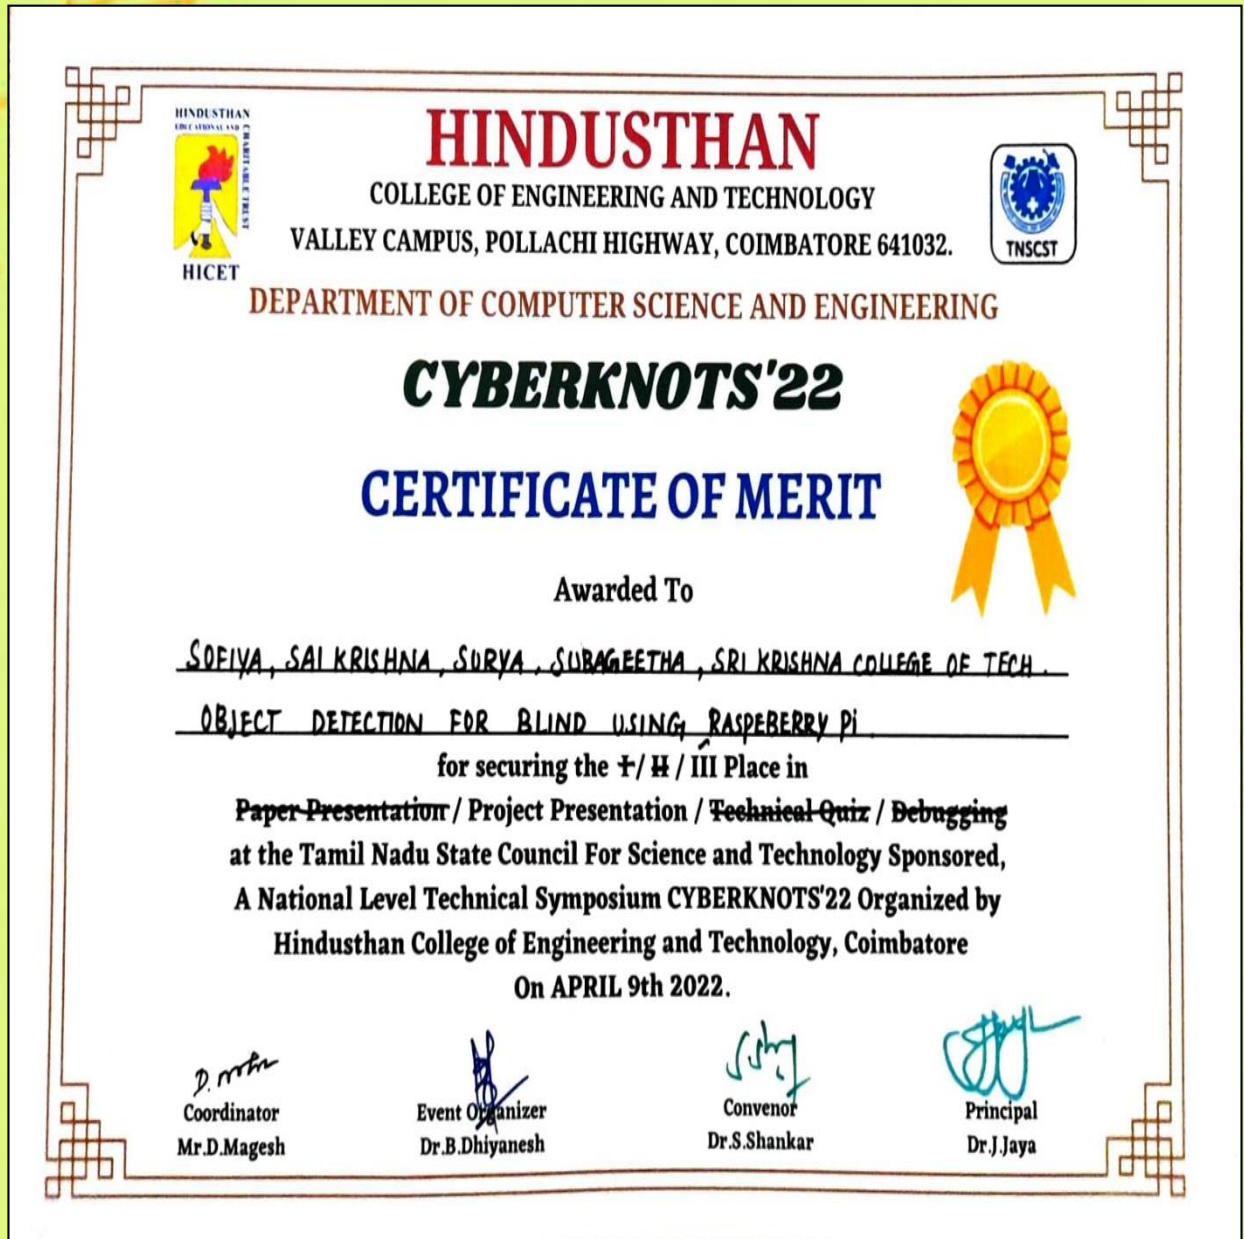 HINDUSTHAN
EDUCATIONAL AND
CHARITABLE TRUST
HICET
HINDUSTHAN
COLLEGE OF ENGINEERING AND TECHNOLOGY
VALLEY CAMPUS, POLLACHI HIGHWAY, COIMBATORE 641032.
TNSCST
DEPARTMENT OF COMPUTER SCIENCE AND ENGINEERING
CYBERKNOTS'22
CERTIFICATE OF MERIT
Awarded To
SOFIYA, SAI KRISHNA, SURYA, SUBAGEETHA, SRI KRISHNA COLLEGE OF TECH.
OBJECT DETECTION FOR BLIND USING RASPEBERRY Pi
for securing the I / II / III Place in
Paper Presentation / Project Presentation / Technical Quiz / Debugging
at the Tamil Nadu State Council For Science and Technology Sponsored,
A National Level Technical Symposium CYBERKNOTS'22 Organized by
Hindusthan College of Engineering and Technology, Coimbatore
On APRIL 9th 2022.
Coordinator
Mr.D.Magesh
Event Organizer
Dr.B.Dhiyanesh
Convenor
Dr.S.Shankar
Principal
Dr.J.Jaya